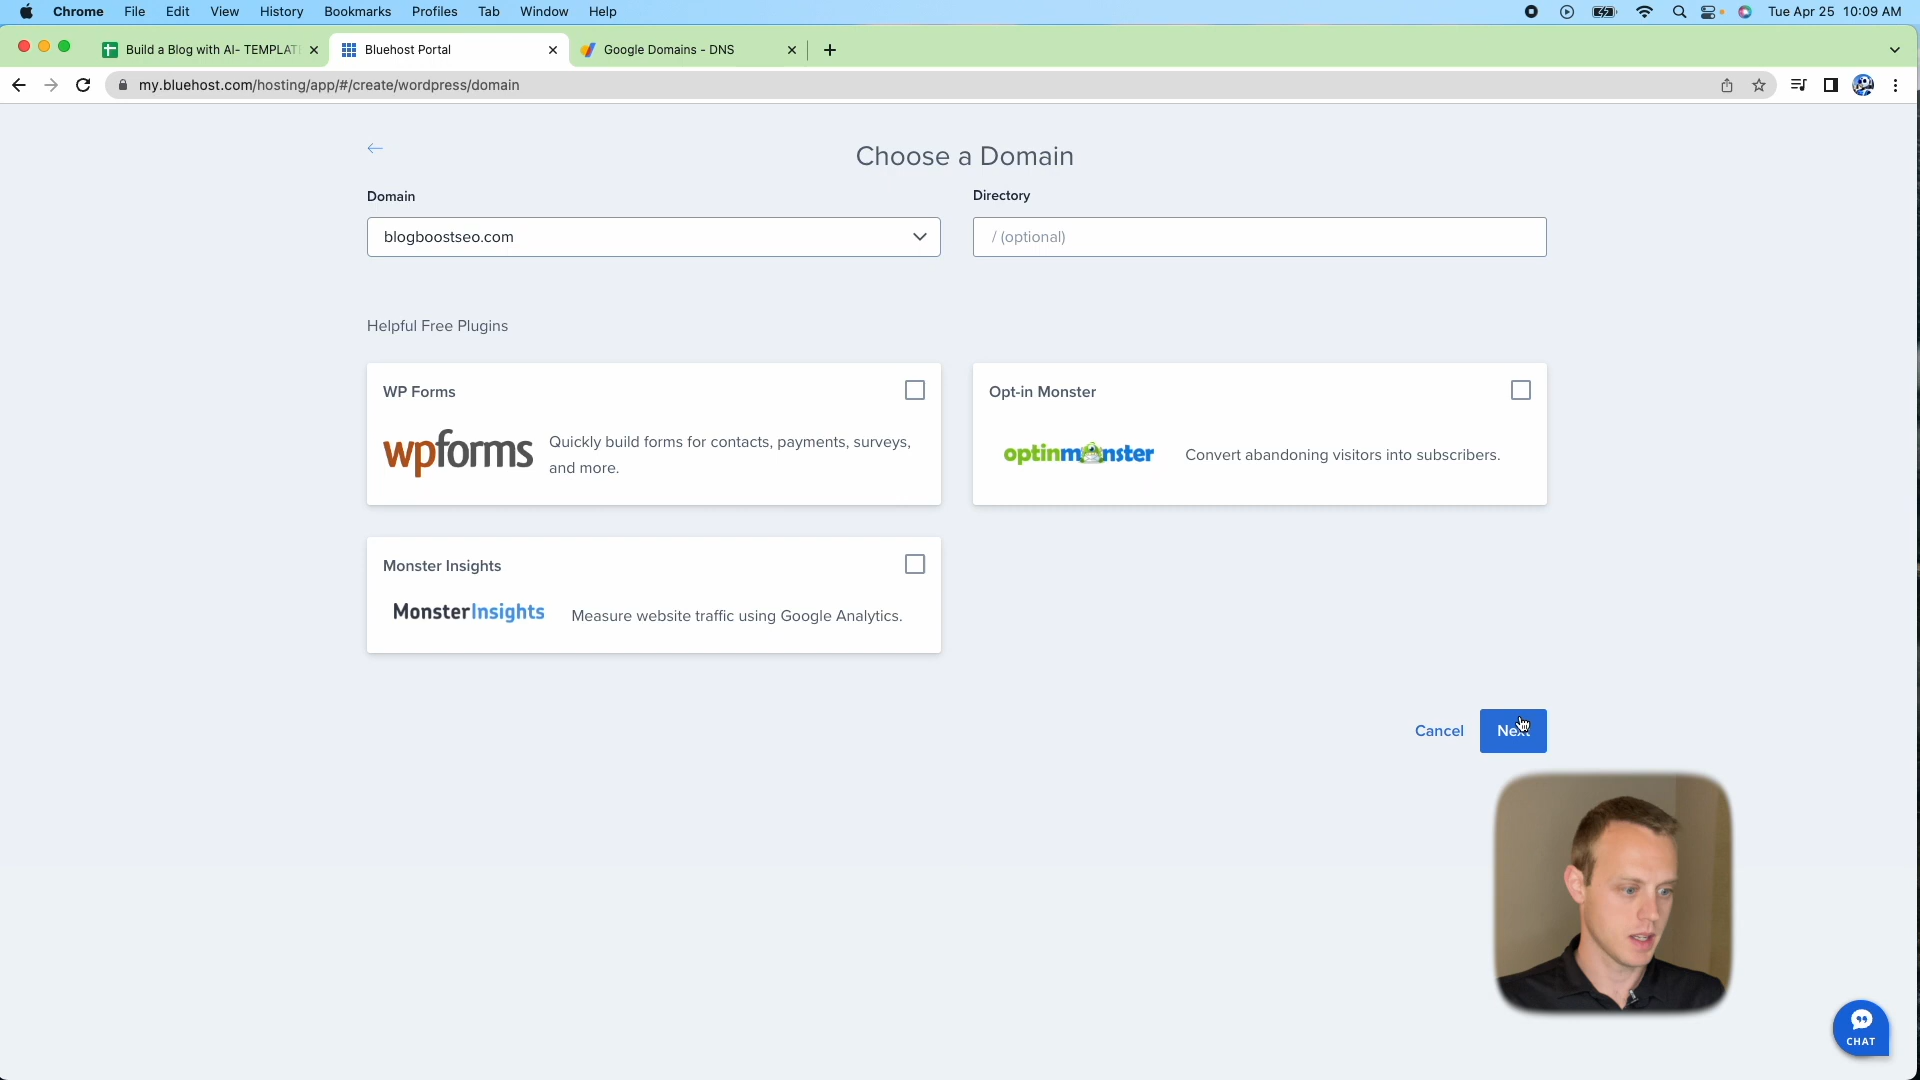 Chrome File Edit View History Bookmarks Profiles Tab Window Help Tue Apr 25 10:09 AM
Build a Blog with AI- TEMPLAT Bluehost Portal Google Domains - DNS
my.bluehost.com/hosting/app/#/create/wordpress/domain
Choose a Domain
Domain Directory
blogboostseo.com / (optional)
Helpful Free Plugins
WP Forms Opt-in Monster
wpforms Quickly build forms for contacts, payments, surveys,
and more.
optinmonster Convert abandoning visitors into subscribers.
Monster Insights
MonsterInsights Measure website traffic using Google Analytics.
Cancel Next
CHAT